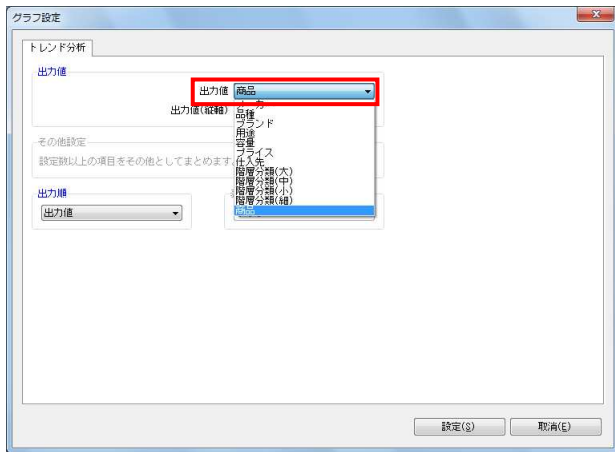 グラフ設定
トレンド分析
出力値
出力値 商品
出力値(縦軸)
品種
ブランド
用途
容量
プライス
仕入先
階層分類(大)
階層分類(中)
階層分類(小)
階層分類(細)
商品
その他設定
設定数以上の項目をその他としてまとめます
出力順
出力値
設定(S)
取消(E)